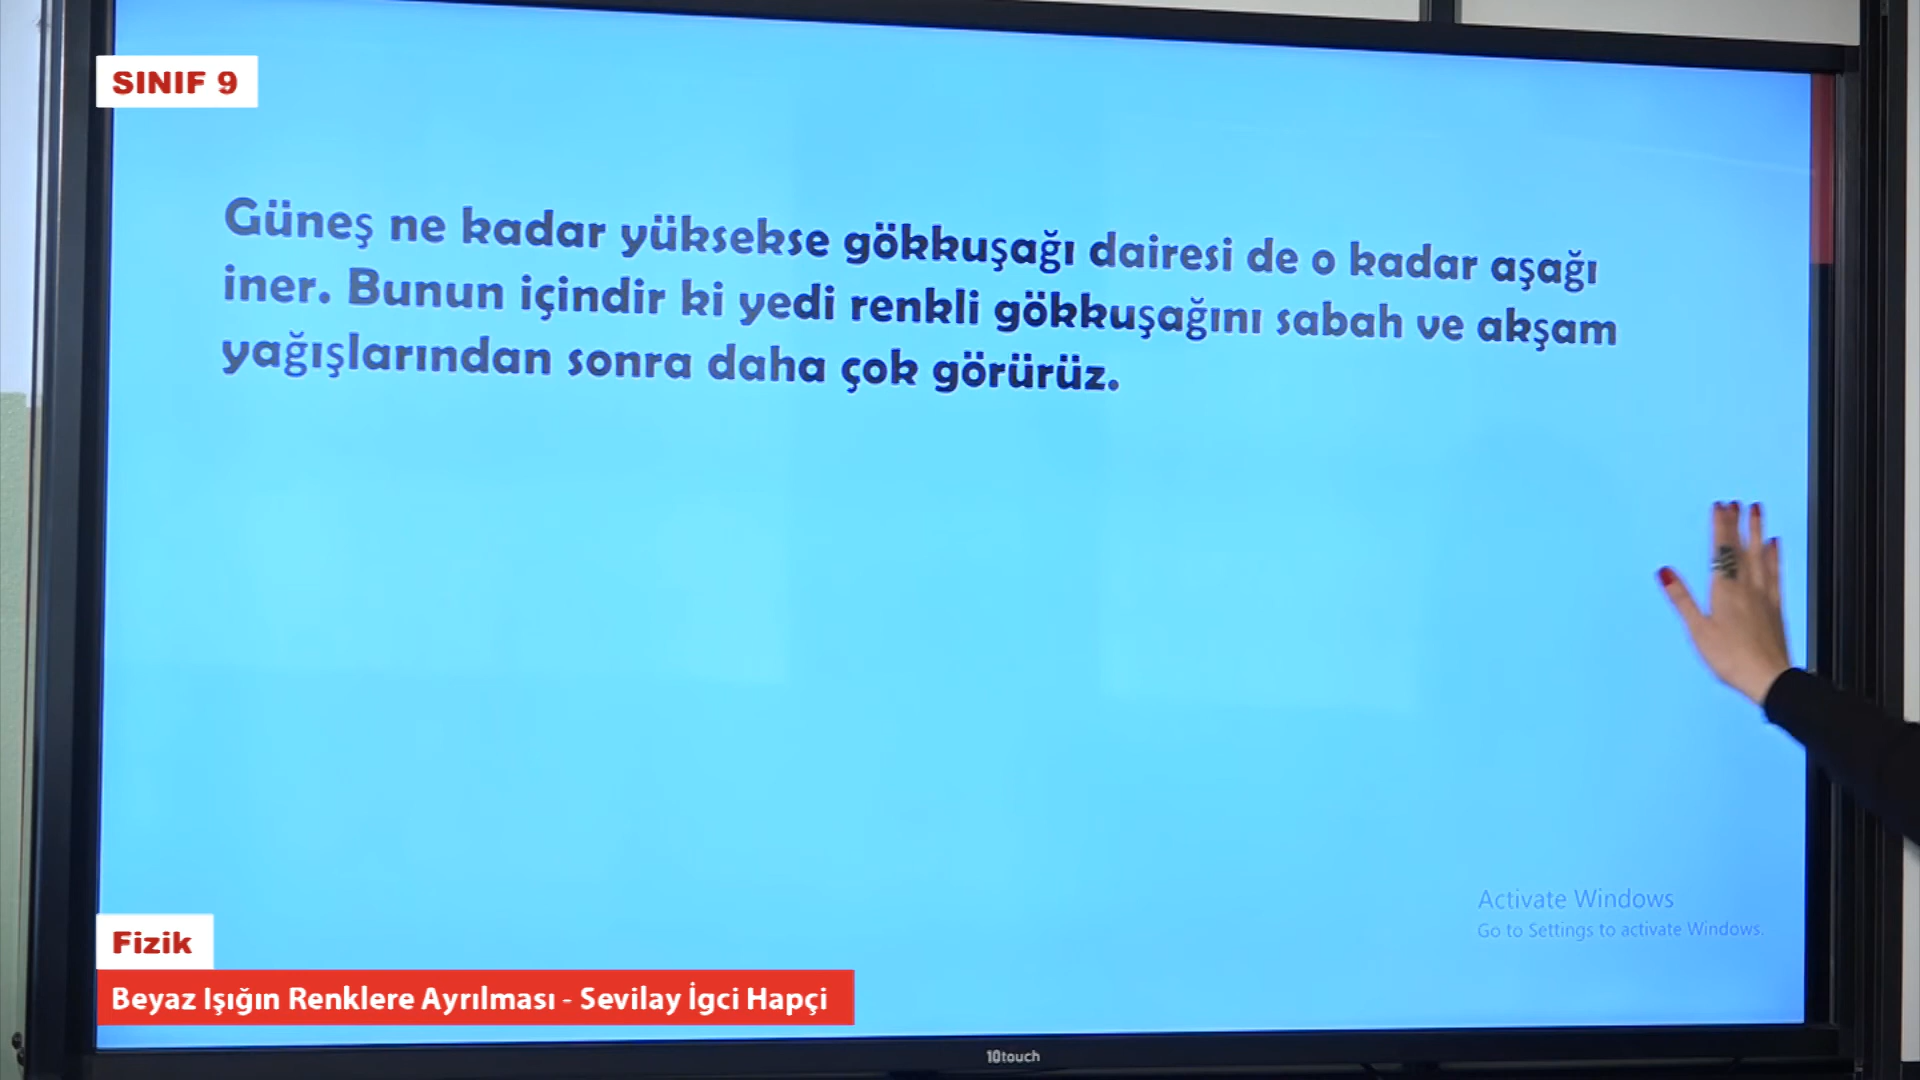 SINIF 9
Güneş ne kadar yüksekse gökkuşağı dairesi de o kadar aşağı
iner. Bunun içindir ki yedi renkli gökkuşağını sabah ve akşam
yağışlarından sonra daha çok görürüz.
Activate Windows
Go to Settings to activate Windows.
Fizik
Beyaz Işığın Renklere Ayrılması - Sevilay İgci Hapçi
10touch